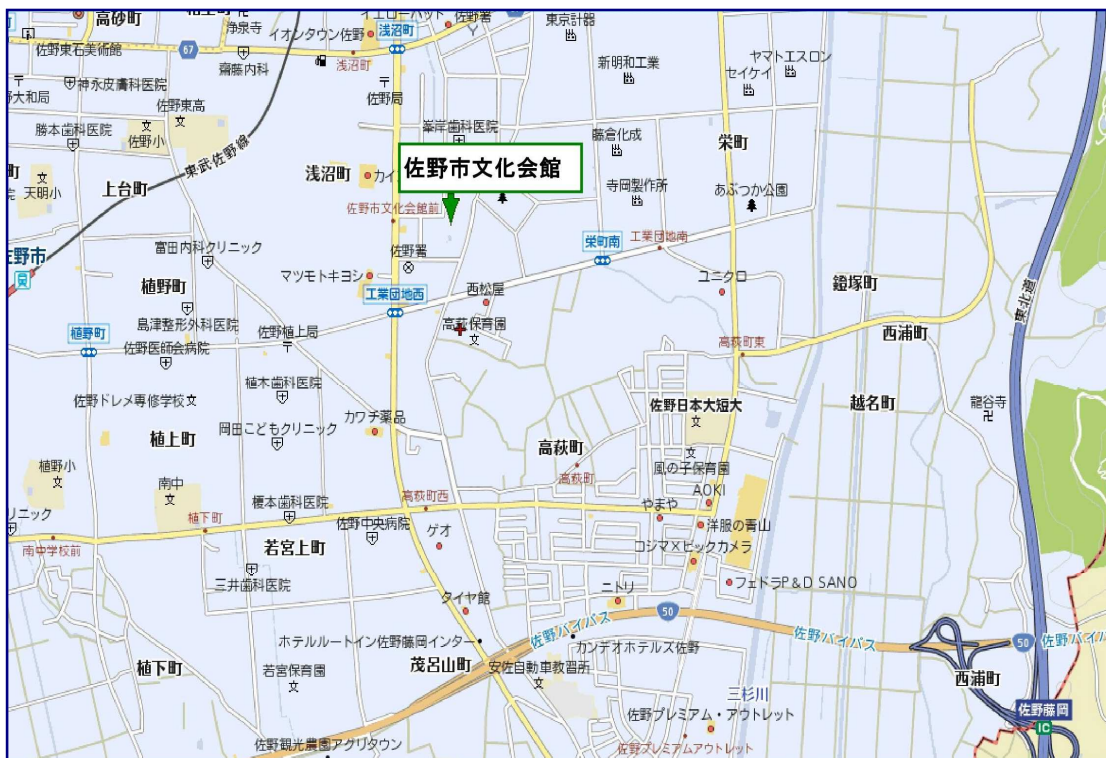 高砂町
浄泉寺
イエローハット
佐野署
東京計器
浅沼町
佐野東石美術館
67
イオンタウン佐野
齋藤内科
浅沼町
佐野局
新明和工業
ヤマトエスロン
セイケイ
神永皮膚科医院
野大和局
佐野東高
峯岸歯科医院
藤倉化成
栄町
勝本歯科医院
佐野小
東武佐野線
浅沼町
佐野市文化会館
天明小
上台町
寺岡製作所
あぶつか公園
佐野市文化会館前
工業団地南
栄町南
佐野市
富田内科クリニック
佐野署
マツモトキヨシ
ユニクロ
鐙塚町
東北道
植野町
工業団地西
西松屋
島津整形外科医院
佐野植上局
高萩保育園
植野町
西浦町
佐野医師会病院
高萩町東
植木歯科医院
佐野ドレメ専修学校
佐野日本大短大
越名町
龍谷寺
カワチ薬品
岡田こどもクリニック
植上町
高萩町
植野小
風の子保育園
高萩町
南中
AOKI
榎本歯科医院
高萩町西
やまや
リニック
植下町
佐野中央病院
ゲオ
洋服の青山
南中学校前
若宮上町
コジマ×ビックカメラ
三井歯科医院
ニトリ
フェドラP&D SANO
タイヤ館
50
佐野バイパス
佐野バイパス
50
佐野バイパ
ホテルルートイン佐野藤岡インター
カンデオホテルズ佐野
植下町
若宮保育園
茂呂山町
安佐自動車教習所
西浦町
三杉川
佐野プレミアム・アウトレット
佐野藤岡
IC
佐野観光農園アグリタウン
佐野プレミアムアウトレット